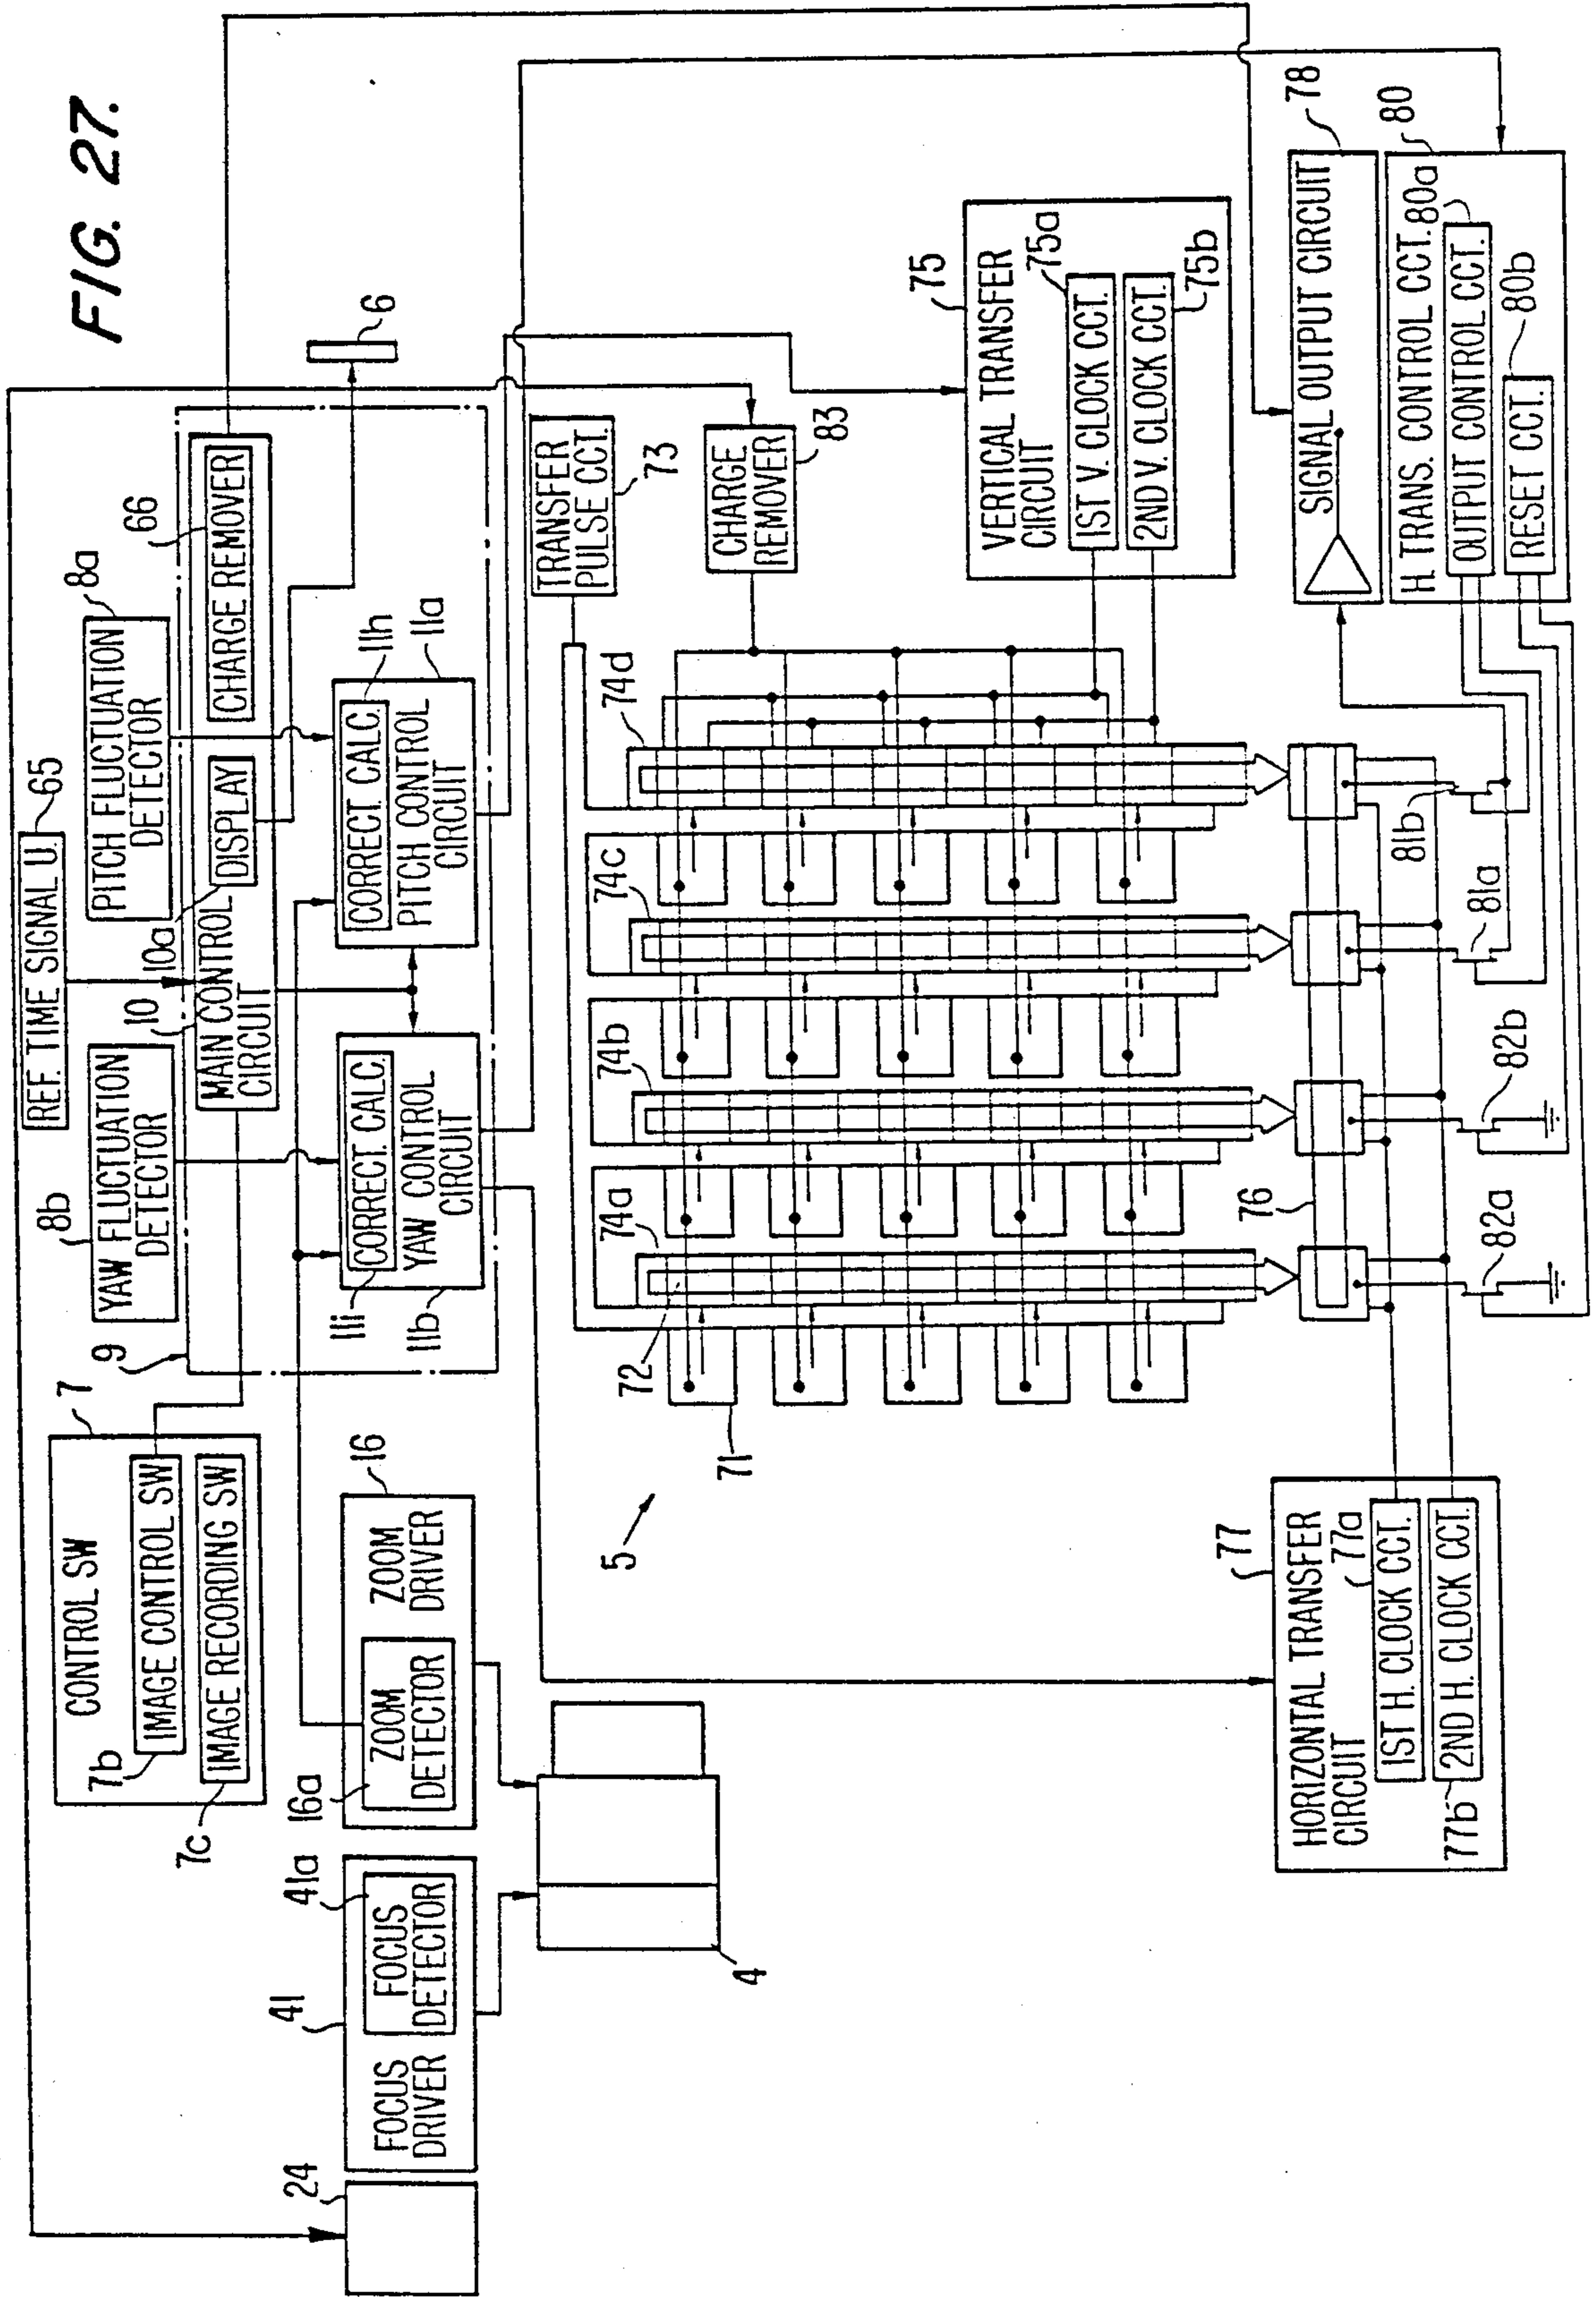 FIG. 27.
REF. TIME SIGNAL U.
65
YAW FLUCTUATION
DETECTOR
8b
PITCH FLUCTUATION
DETECTOR
8a
66
9
10
MAIN CONTROL
CIRCUIT
10a
DISPLAY
CHARGE REMOVER
6
7
CONTROL SW
7b
IMAGE CONTROL SW
7c
IMAGE RECORDING SW
11i
CORRECT. CALC.
YAW CONTROL
CIRCUIT
11b
CORRECT. CALC.
11h
PITCH CONTROL
CIRCUIT
11a
24
41
FOCUS
DRIVER
FOCUS
DETECTOR
41a
16
16a
ZOOM
DETECTOR
ZOOM
DRIVER
4
5
TRANSFER
PULSE CCT.
73
CHARGE
REMOVER
83
71
72
74a
74b
74c
74d
75
VERTICAL TRANSFER
CIRCUIT
75a
1ST V. CLOCK CCT.
2ND V. CLOCK CCT.
75b
76
77
HORIZONTAL TRANSFER
CIRCUIT
77a
1ST H. CLOCK CCT.
77b
2ND H. CLOCK CCT.
SIGNAL OUTPUT CIRCUIT
78
80
H. TRANS. CONTROL CCT.
80a
OUTPUT CONTROL CCT.
80b
RESET CCT.
81b
81a
82b
82a